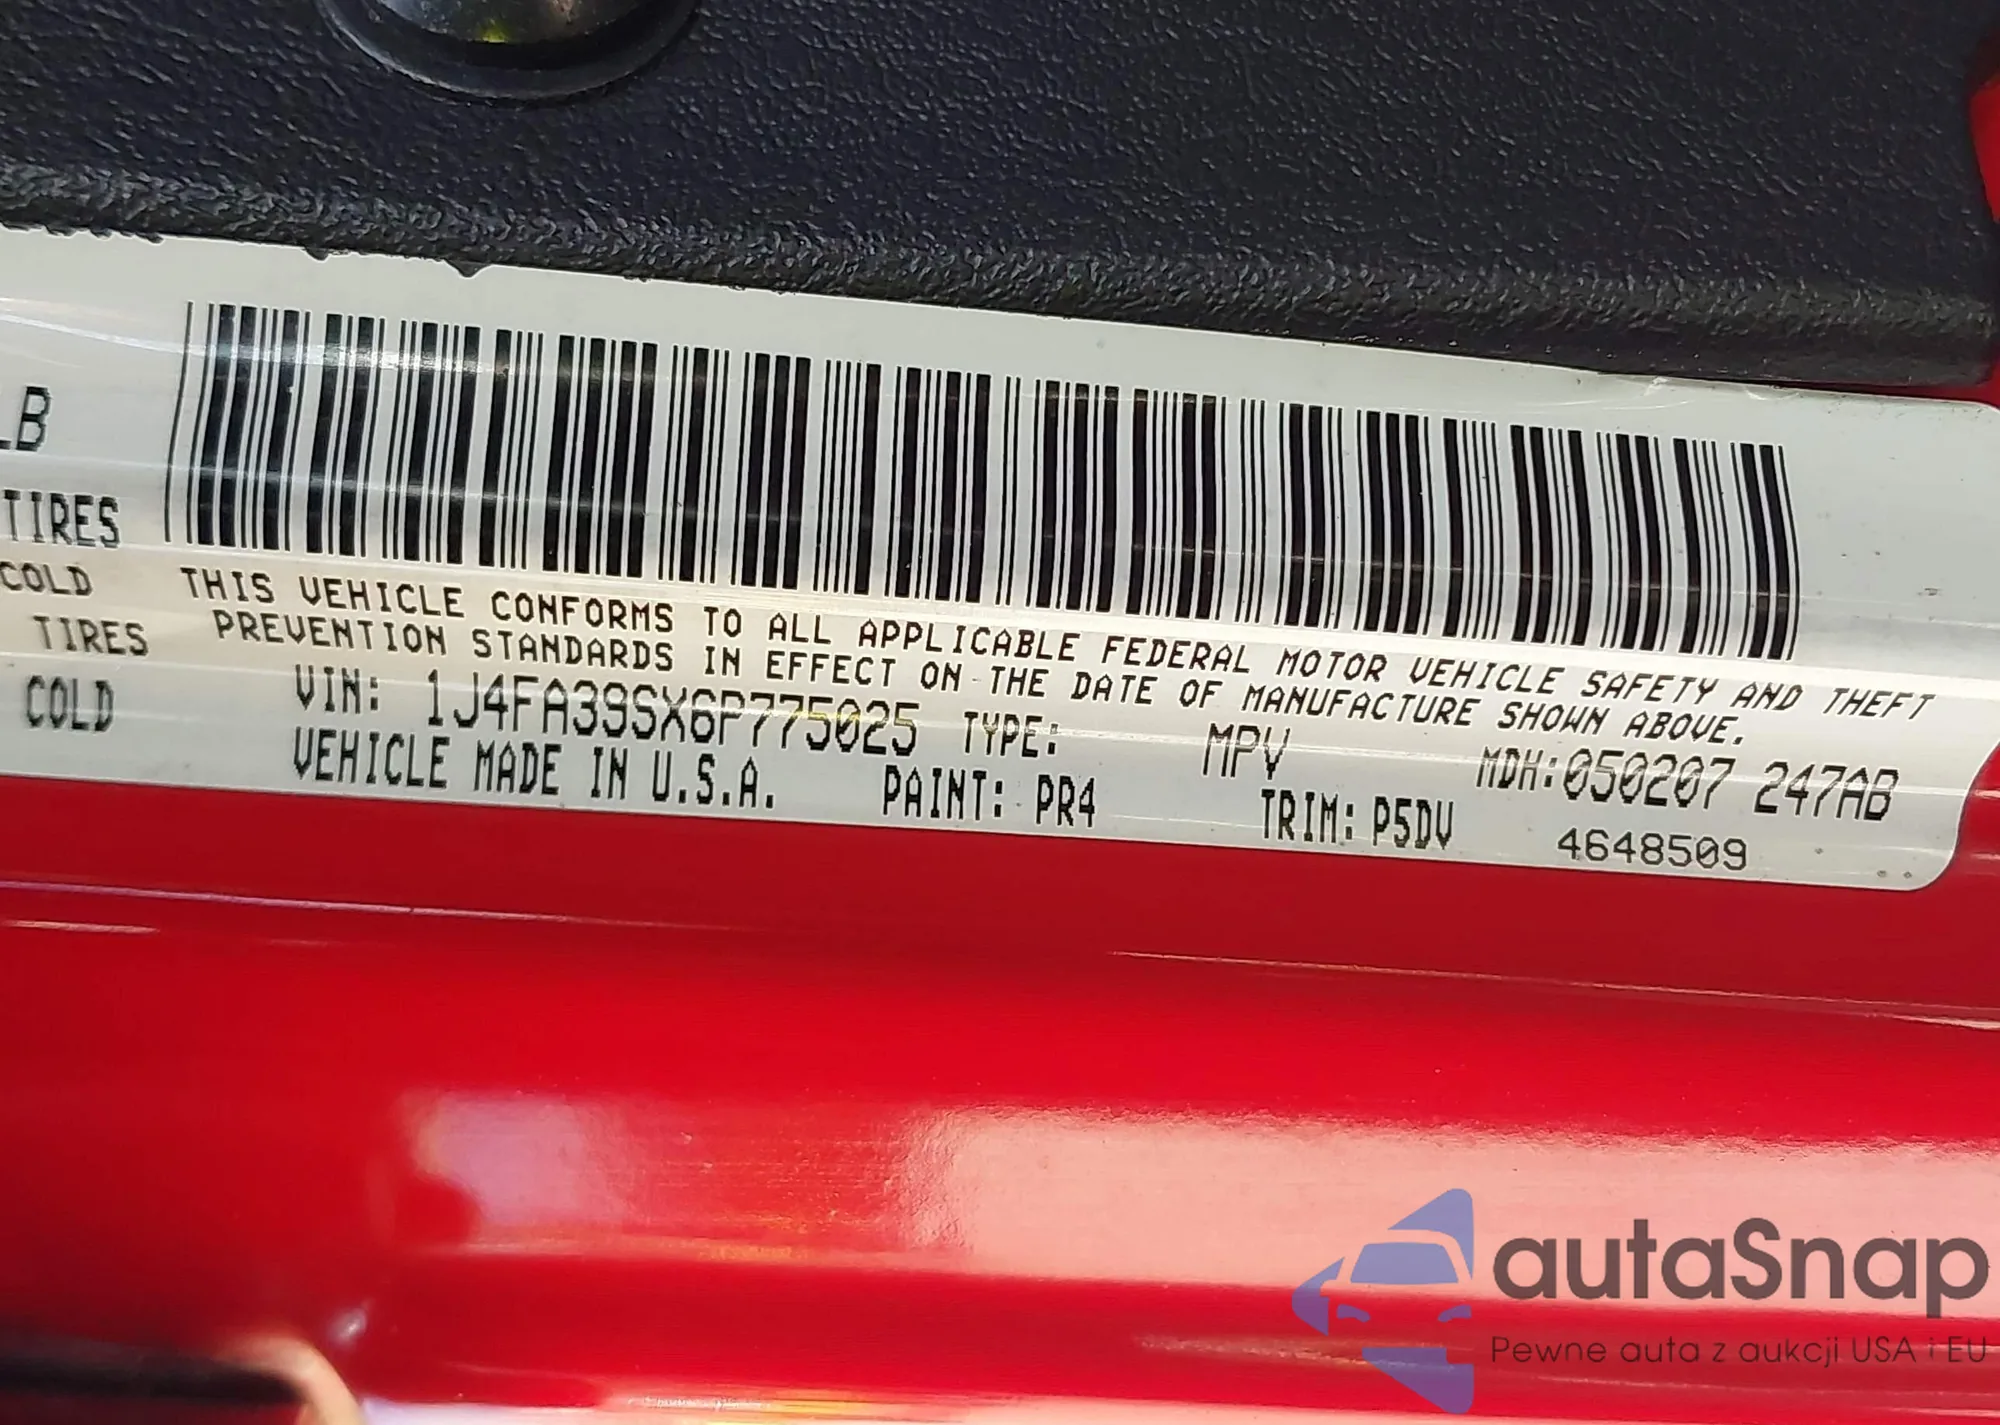 LB
TIRES
COLD
TIRES
COLD
THIS VEHICLE CONFORMS TO ALL APPLICABLE FEDERAL MOTOR VEHICLE SAFETY AND THEFT
PREVENTION STANDARDS IN EFFECT ON THE DATE OF MANUFACTURE SHOWN ABOVE.
VIN: 1J4FA39SX6P775025 TYPE: MPV MDH:050207 247AB
VEHICLE MADE IN U.S.A. PAINT: PR4 TRIM: P5DV 4648509
autaSnap
Pewne auta z aukcji USA i EU